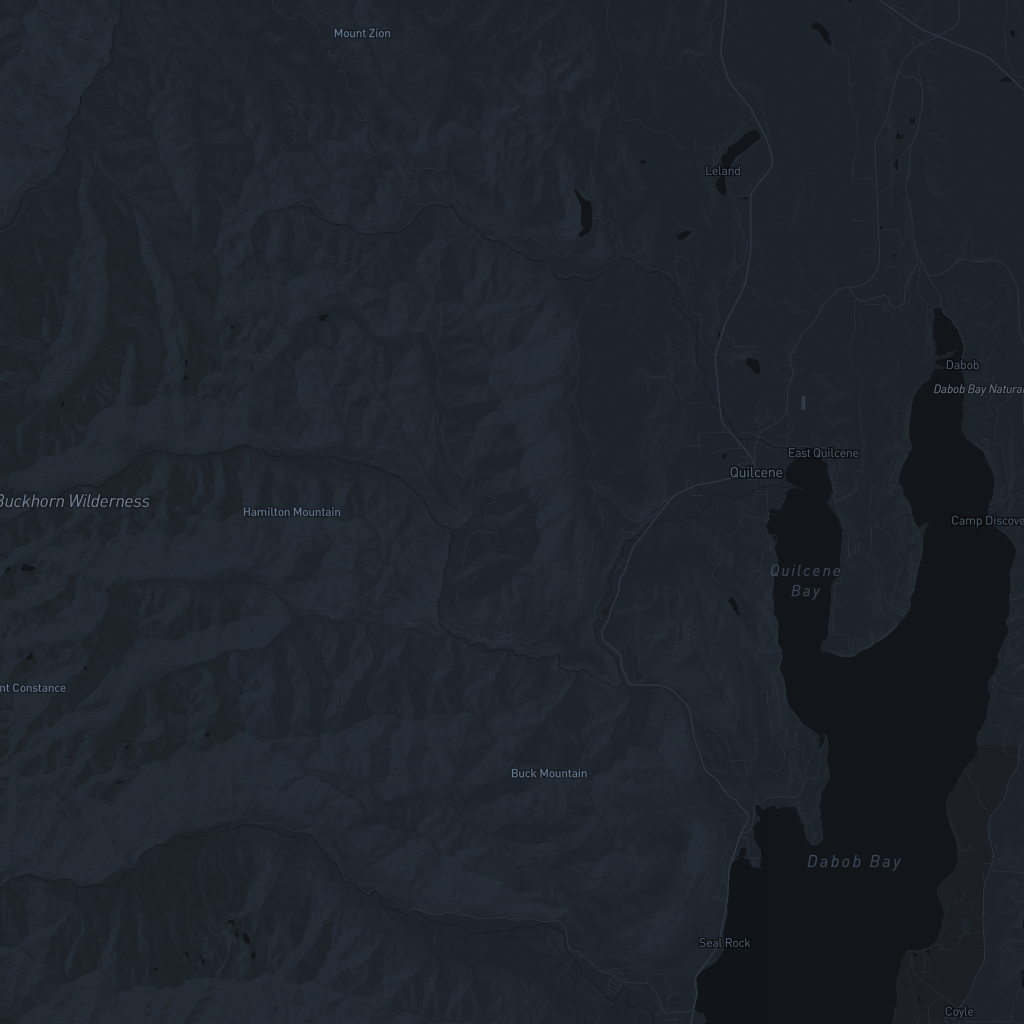 Mount Zion
Leland
Dabob
Dabob Bay Natura
East Quilcene
Quilcene
Buckhorn Wilderness
Hamilton Mountain
Camp Discove
Quilcene
Bay
nt Constance
Buck Mountain
Dabob Bay
Seal Rock
Coyle